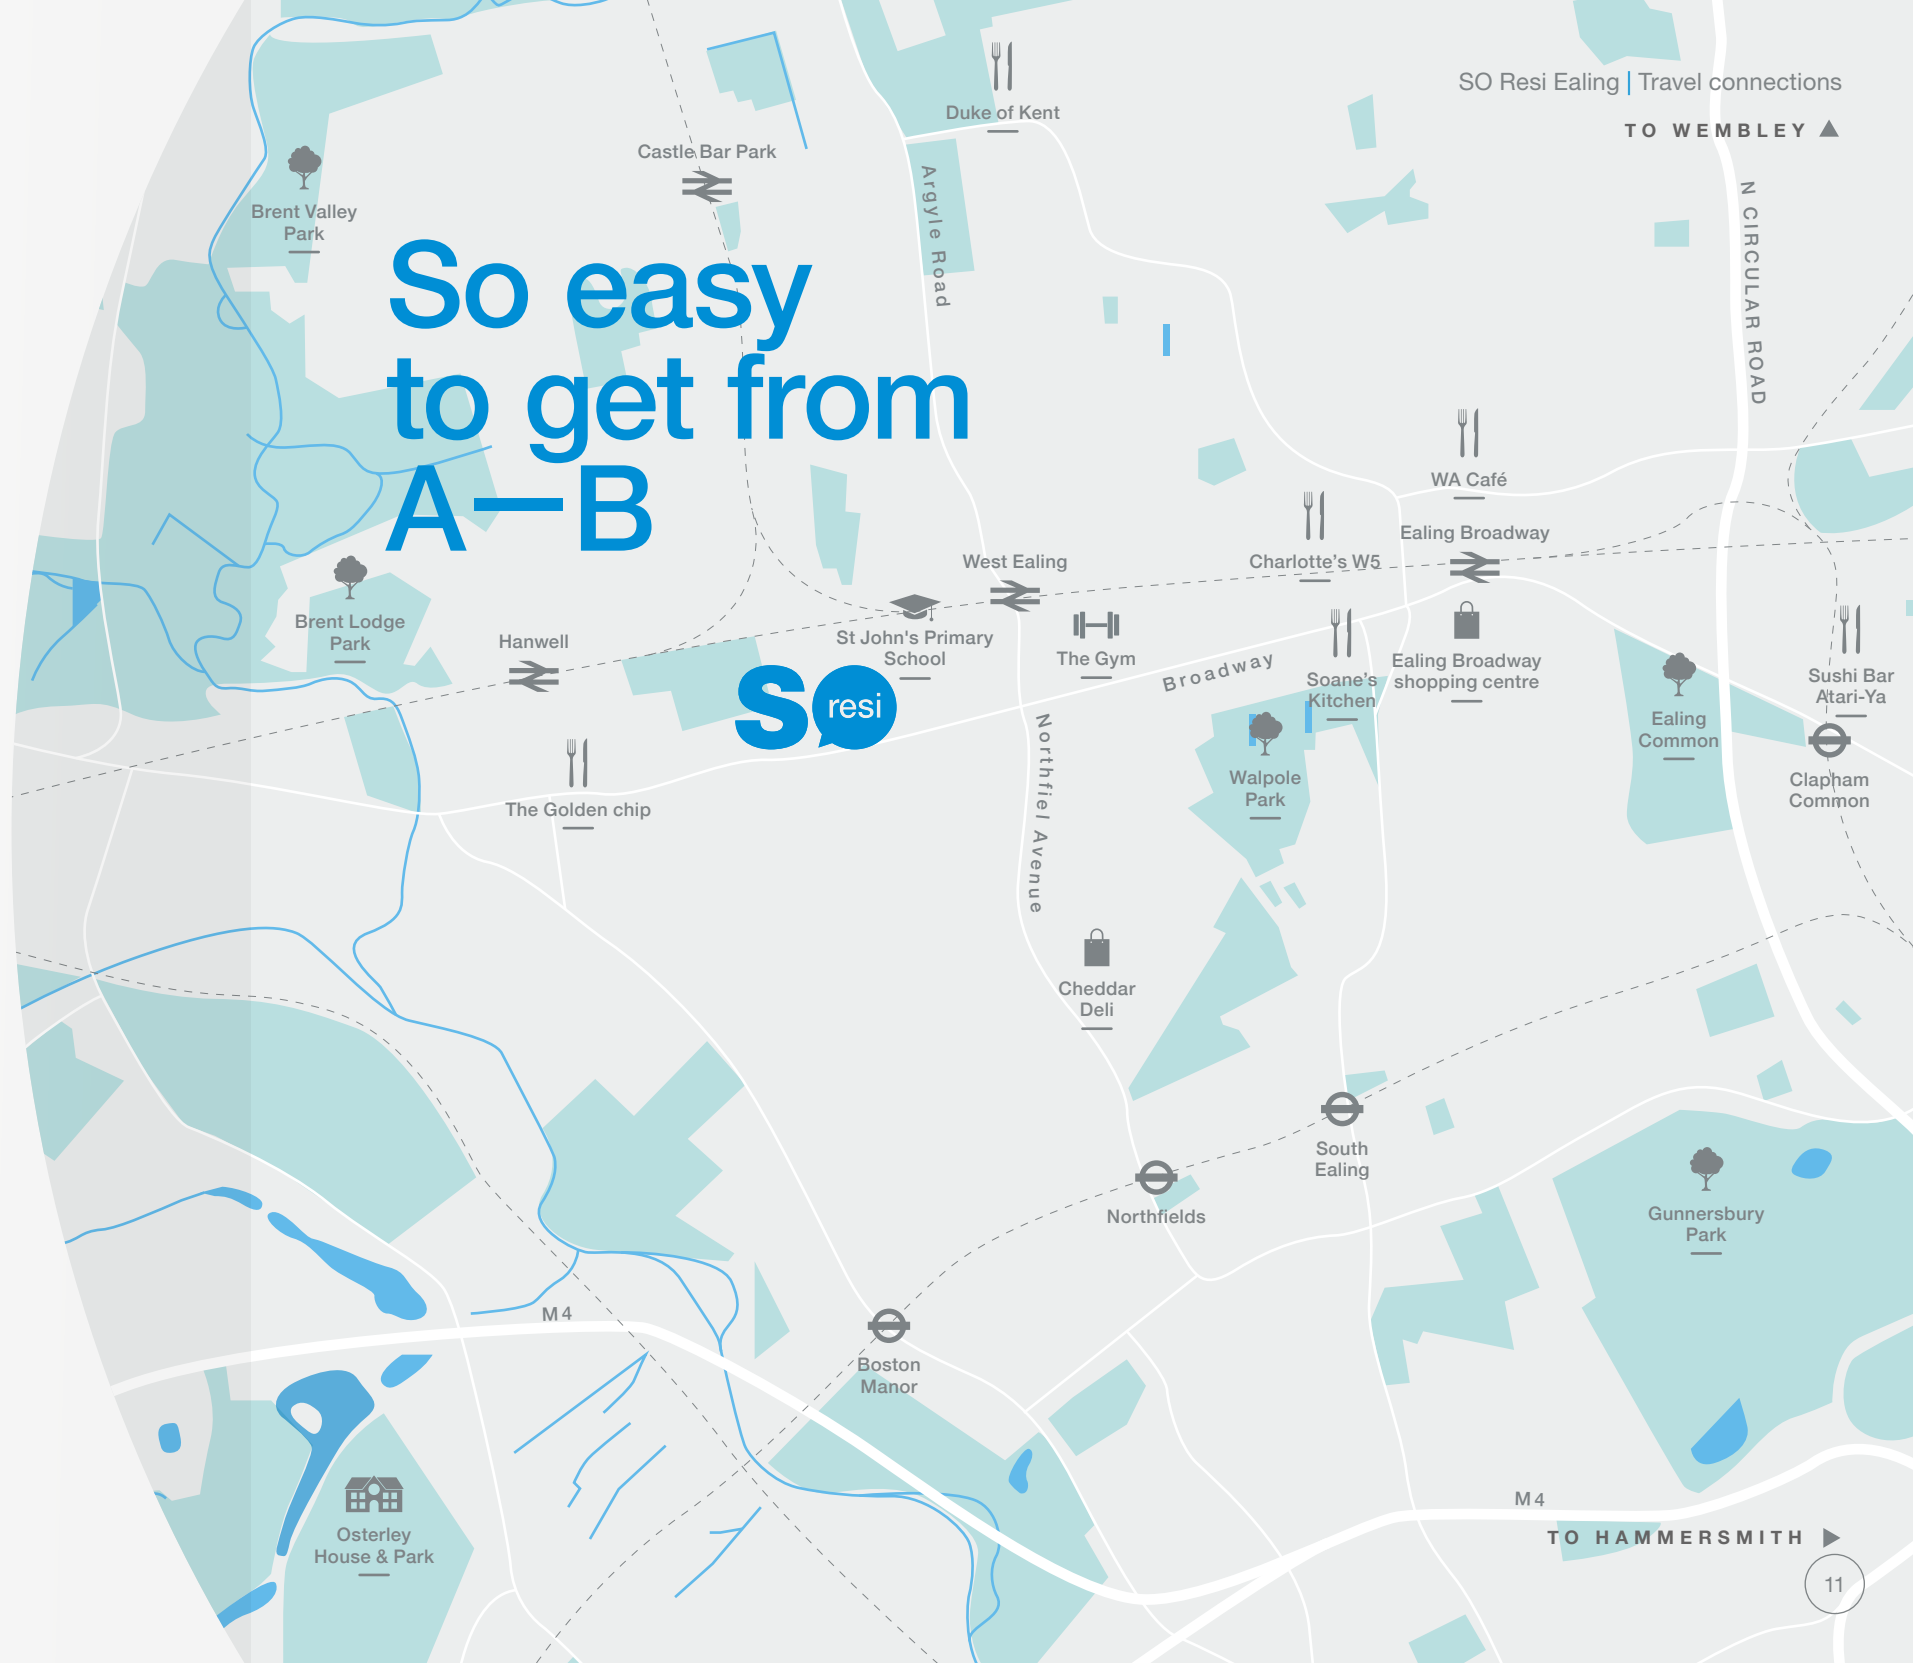 SO Resi Ealing | Travel connections
TO WEMBLEY
Duke of Kent
Castle Bar Park
Brent Valley
Park
Argyle Road
N CIRCULAR ROAD
So easy
to get from
A—B
WA Café
Ealing Broadway
Charlotte's W5
West Ealing
St John's Primary
School
The Gym
Brent Lodge
Park
Hanwell
SO resi
Broadway
Soane's
Kitchen
Ealing Broadway
shopping centre
Ealing
Common
Sushi Bar
Atari-Ya
Clapham
Common
Walpole
Park
The Golden chip
Northfiel Avenue
Cheddar
Deli
South
Ealing
Northfields
Gunnersbury
Park
M4
Boston
Manor
M4
TO HAMMERSMITH
Osterley
House & Park
11